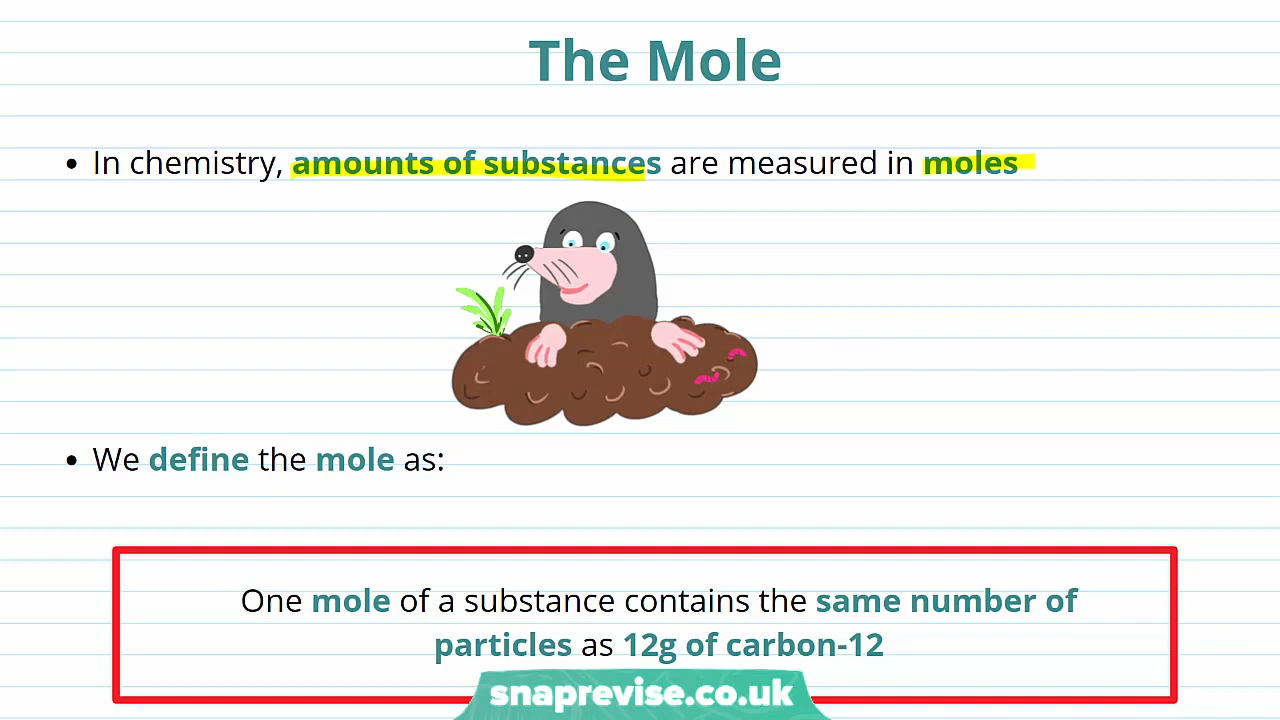 The Mole
• In chemistry, amounts of substances are measured in moles
• We define the mole as:
One mole of a substance contains the same number of
particles as 12g of carbon-12
snaprevise.co.uk